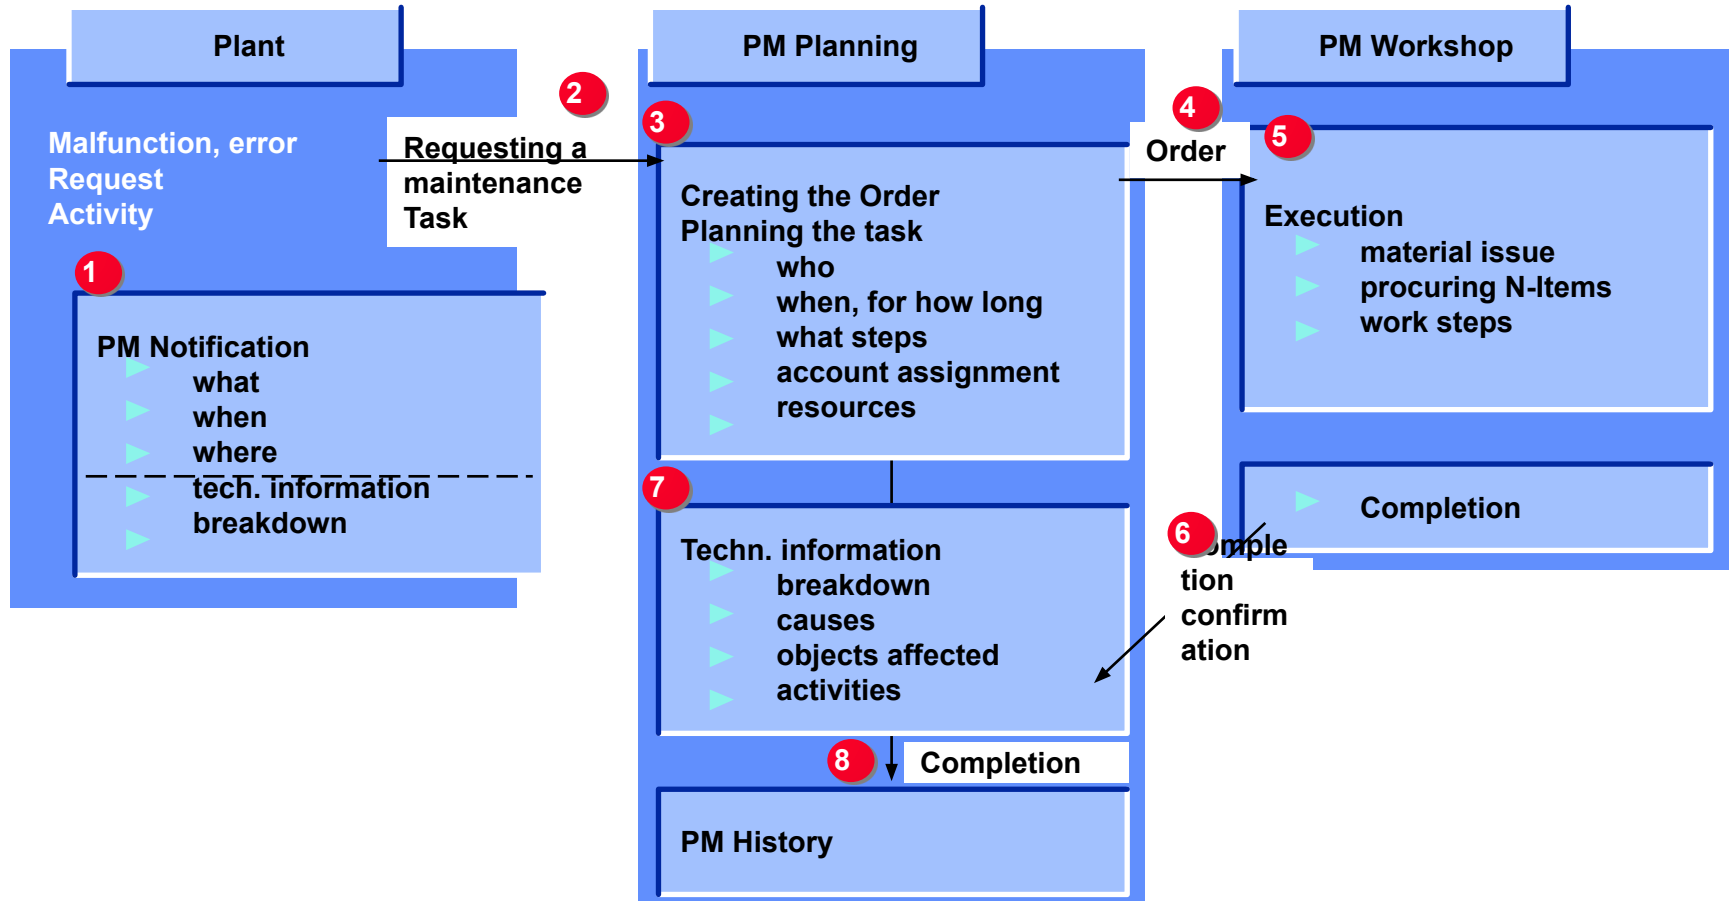 Plant
PM Planning
PM Workshop
Malfunction, error
Request
Activity
2
Requesting a
maintenance
Task
1
PM Notification
what
when
where
tech. information
breakdown
3
Creating the Order
Planning the task
who
when, for how long
what steps
account assignment
resources
4
Order
5
Execution
material issue
procuring N-Items
work steps
Completion
6
omple
tion
confirm
ation
7
Techn. information
breakdown
causes
objects affected
activities
8
Completion
PM History